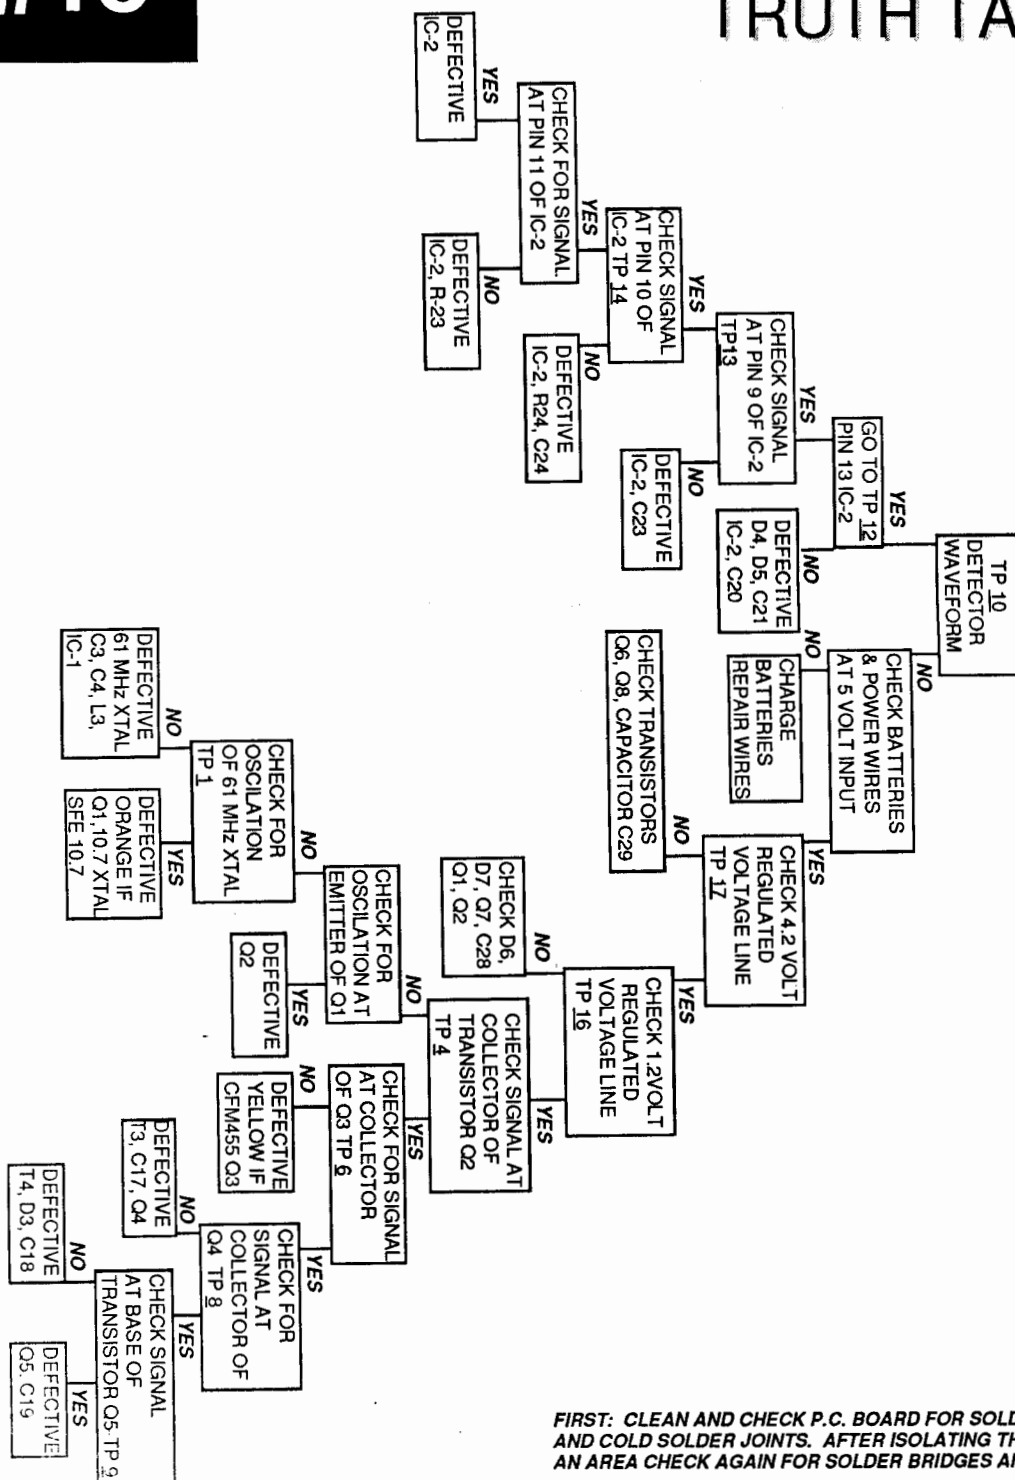 TRUTH TA
TP 10
DETECTOR
WAVEFORM
YES
NO
GO TO TP 12
PIN 13 IC-2
YES
NO
CHECK SIGNAL
AT PIN 9 OF IC-2
TP13
DEFECTIVE
D4, D5, C21
IC-2, C20
YES
NO
CHECK SIGNAL
AT PIN 10 OF
IC-2 TP 14
DEFECTIVE
IC-2, C23
YES
NO
CHECK FOR SIGNAL
AT PIN 11 OF IC-2
DEFECTIVE
IC-2, R24, C24
YES
NO
DEFECTIVE
IC-2
DEFECTIVE
IC-2, R-23
CHECK BATTERIES
& POWER WIRES
AT 5 VOLT INPUT
NO
YES
CHARGE
BATTERIES
REPAIR WIRES
CHECK 4.2 VOLT
REGULATED
VOLTAGE LINE
TP 17
NO
YES
CHECK TRANSISTORS
Q6, Q8, CAPACITOR C29
CHECK 1.2VOLT
REGULATED
VOLTAGE LINE
TP 16
NO
YES
CHECK D6,
D7, Q7, C28
Q1, Q2
CHECK SIGNAL AT
COLLECTOR OF
TRANSISTOR Q2
TP 4
NO
YES
CHECK FOR
OSCILATION AT
EMITTER OF Q1
CHECK FOR SIGNAL
AT COLLECTOR
OF Q3 TP 6
NO
YES
NO
YES
CHECK FOR
OSCILATION
OF 61 MHz XTAL
TP 1
DEFECTIVE
Q2
DEFECTIVE
YELLOW IF
CFM455 Q3
CHECK FOR
SIGNAL AT
COLLECTOR OF
Q4 TP 8
NO
YES
NO
YES
DEFECTIVE
61 MHz XTAL
C3, C4, L3,
IC-1
DEFECTIVE
ORANGE IF
Q1,10.7 XTAL
SFE 10.7
DEFECTIVE
T3, C17, Q4
CHECK SIGNAL
AT BASE OF
TRANSISTOR Q5-TP 9
NO
YES
DEFECTIVE
T4, D3, C18
DEFECTIVE
Q5, C19
FIRST: CLEAN AND CHECK P.C. BOARD FOR SOLD
AND COLD SOLDER JOINTS. AFTER ISOLATING TH
AN AREA CHECK AGAIN FOR SOLDER BRIDGES A